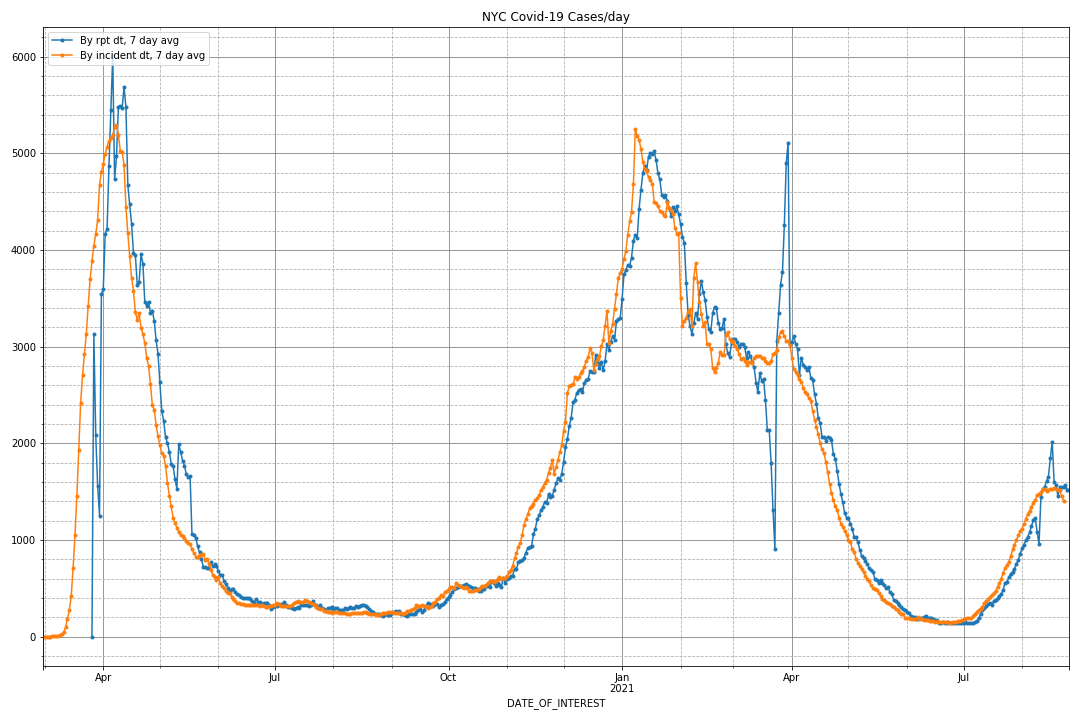 NYC Covid-19 Cases/day
By rpt dt, 7 day avg
By incident dt, 7 day avg
6000
5000
4000
3000
2000
1000
0
Apr Jul Oct Jan Apr Jul
2021
DATE_OF_INTEREST